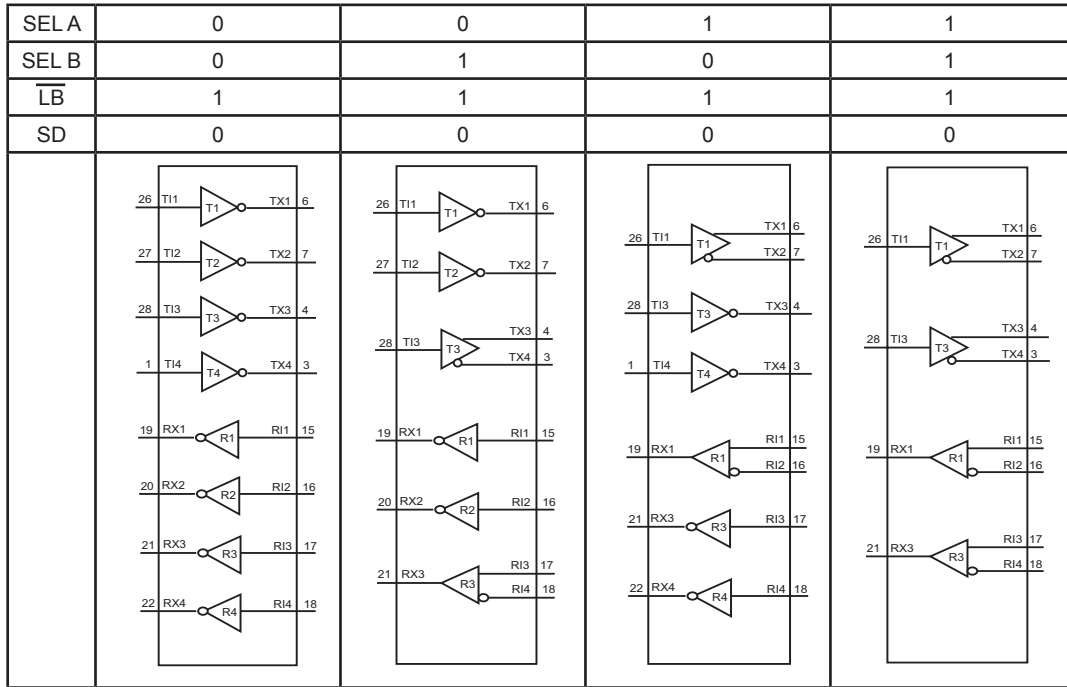 SEL A 0 0 1 1
SEL B 0 1 0 1
LB 1 1 1 1
SD 0 0 0 0
26 TI1 T1 TX1 6
27 TI2 T2 TX2 7
28 TI3 T3 TX3 4
1 TI4 T4 TX4 3
19 RX1 R1 RI1 15
20 RX2 R2 RI2 16
21 RX3 R3 RI3 17
22 RX4 R4 RI4 18
26 TI1 T1 TX1 6
27 TI2 T2 TX2 7
28 TI3 T3 TX3 4
TX4 3
19 RX1 R1 RI1 15
20 RX2 R2 RI2 16
21 RX3 R3 RI3 17
RI4 18
26 TI1 T1 TX1 6
TX2 7
28 TI3 T3 TX3 4
1 TI4 T4 TX4 3
19 RX1 R1 RI1 15
RI2 16
21 RX3 R3 RI3 17
22 RX4 R4 RI4 18
26 TI1 T1 TX1 6
TX2 7
28 TI3 T3 TX3 4
TX4 3
19 RX1 R1 RI1 15
RI2 16
21 RX3 R3 RI3 17
RI4 18